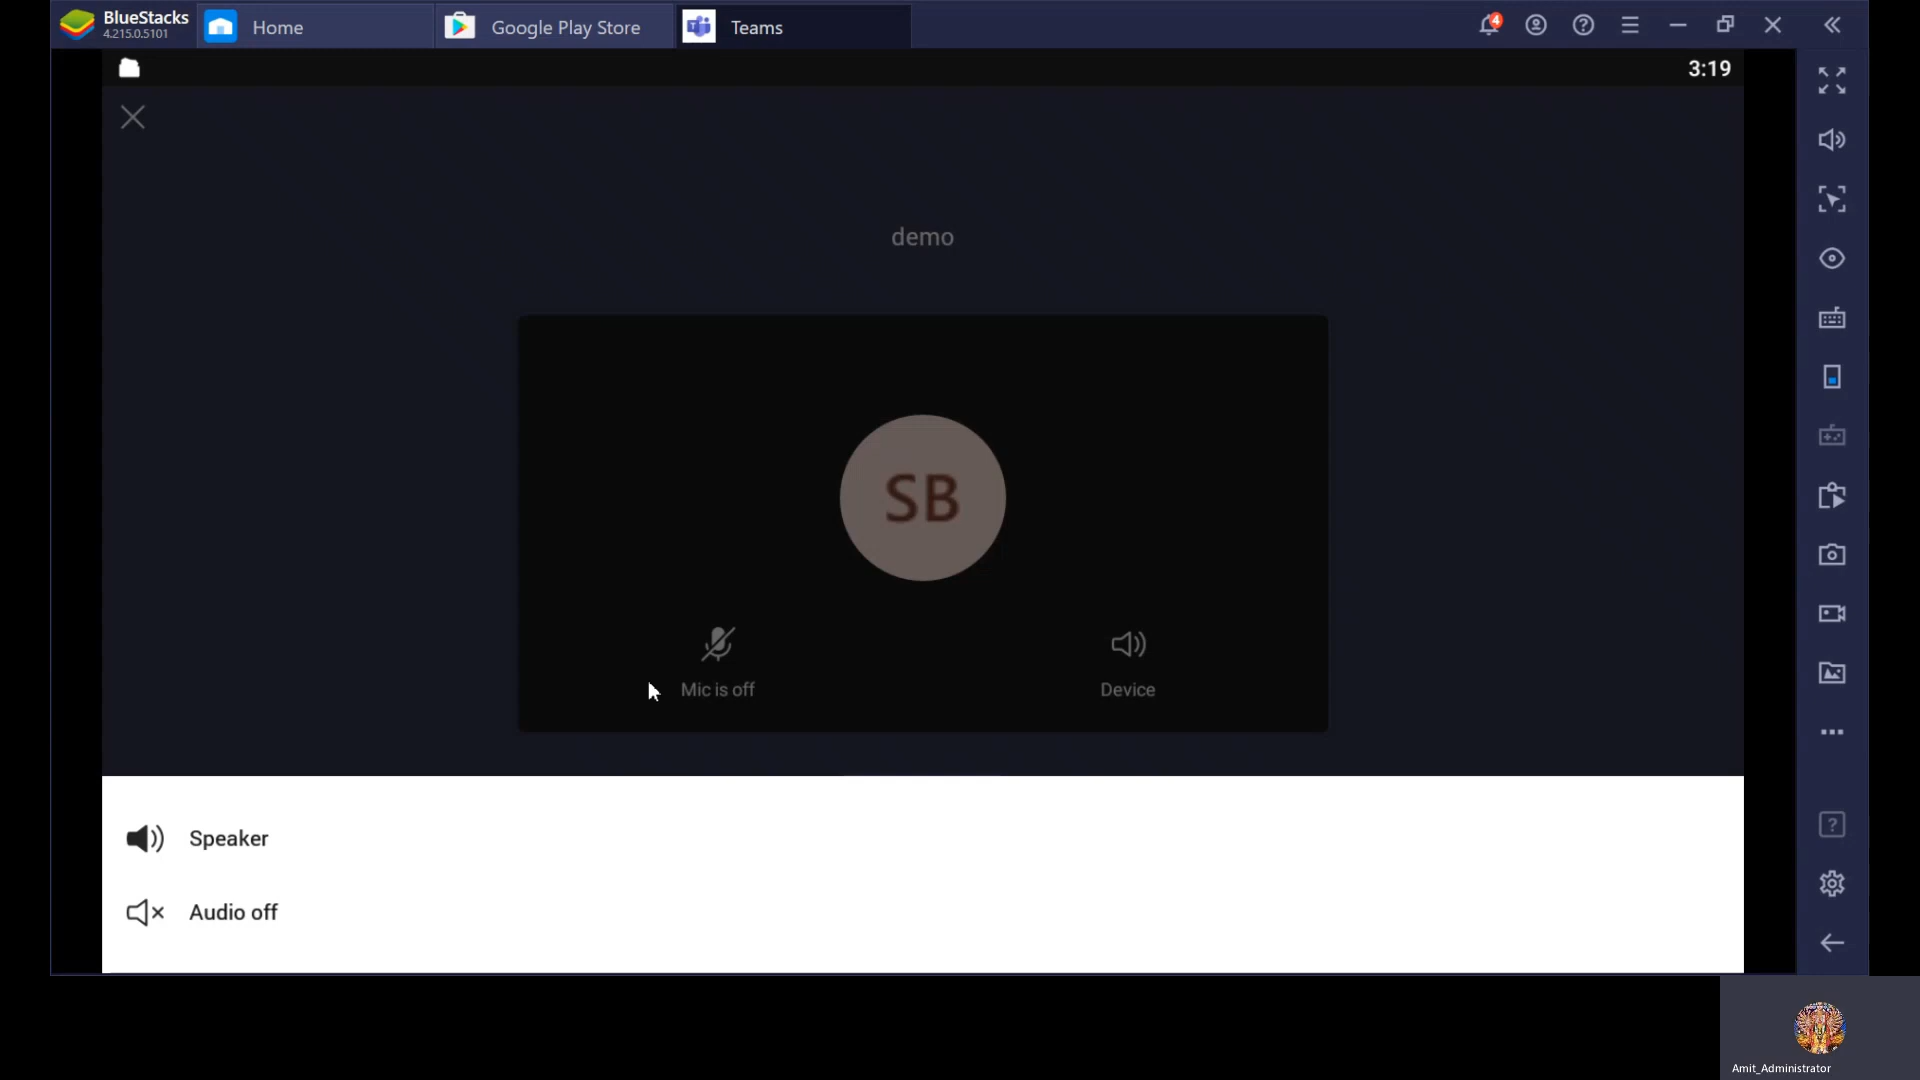 BlueStacks
4.215.0.5101
Home
Google Play Store
Teams
4
3:19
demo
SB
Mic is off
Device
Speaker
Audio off
Amit_Administrator